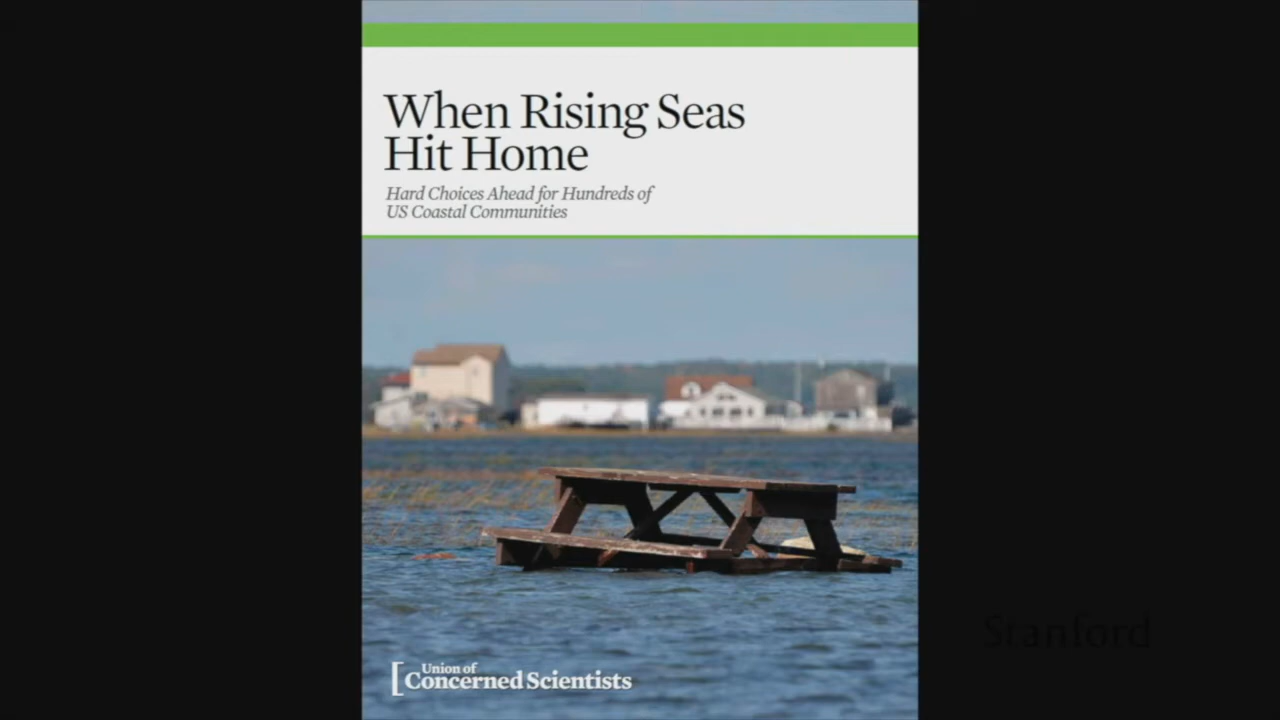 When Rising Seas
Hit Home
Hard Choices Ahead for Hundreds of
US Coastal Communities
Union of
Concerned Scientists
Stanford